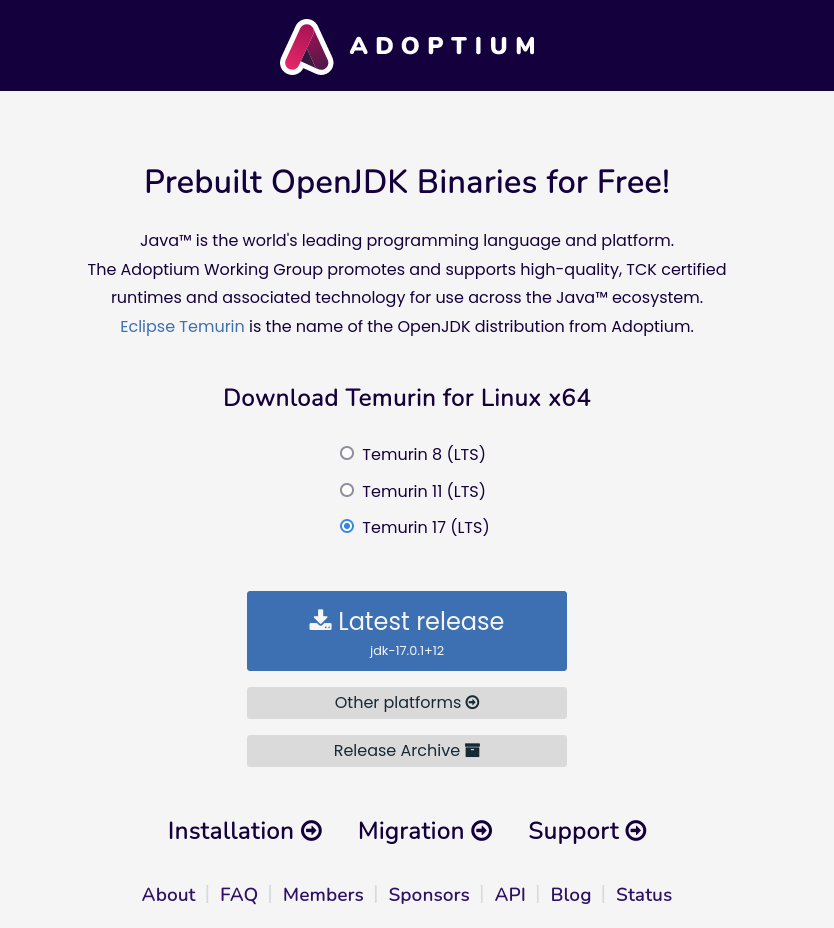 ADOPTIUM
Prebuilt OpenJDK Binaries for Free!
Java™ is the world's leading programming language and platform.
The Adoptium Working Group promotes and supports high-quality, TCK certified
runtimes and associated technology for use across the Java™ ecosystem.
Eclipse Temurin is the name of the OpenJDK distribution from Adoptium.
Download Temurin for Linux x64
Temurin 8 (LTS)
Temurin 11 (LTS)
Temurin 17 (LTS)
Latest release
jdk-17.0.1+12
Other platforms
Release Archive
Installation Migration Support
About | FAQ | Members | Sponsors | API | Blog | Status